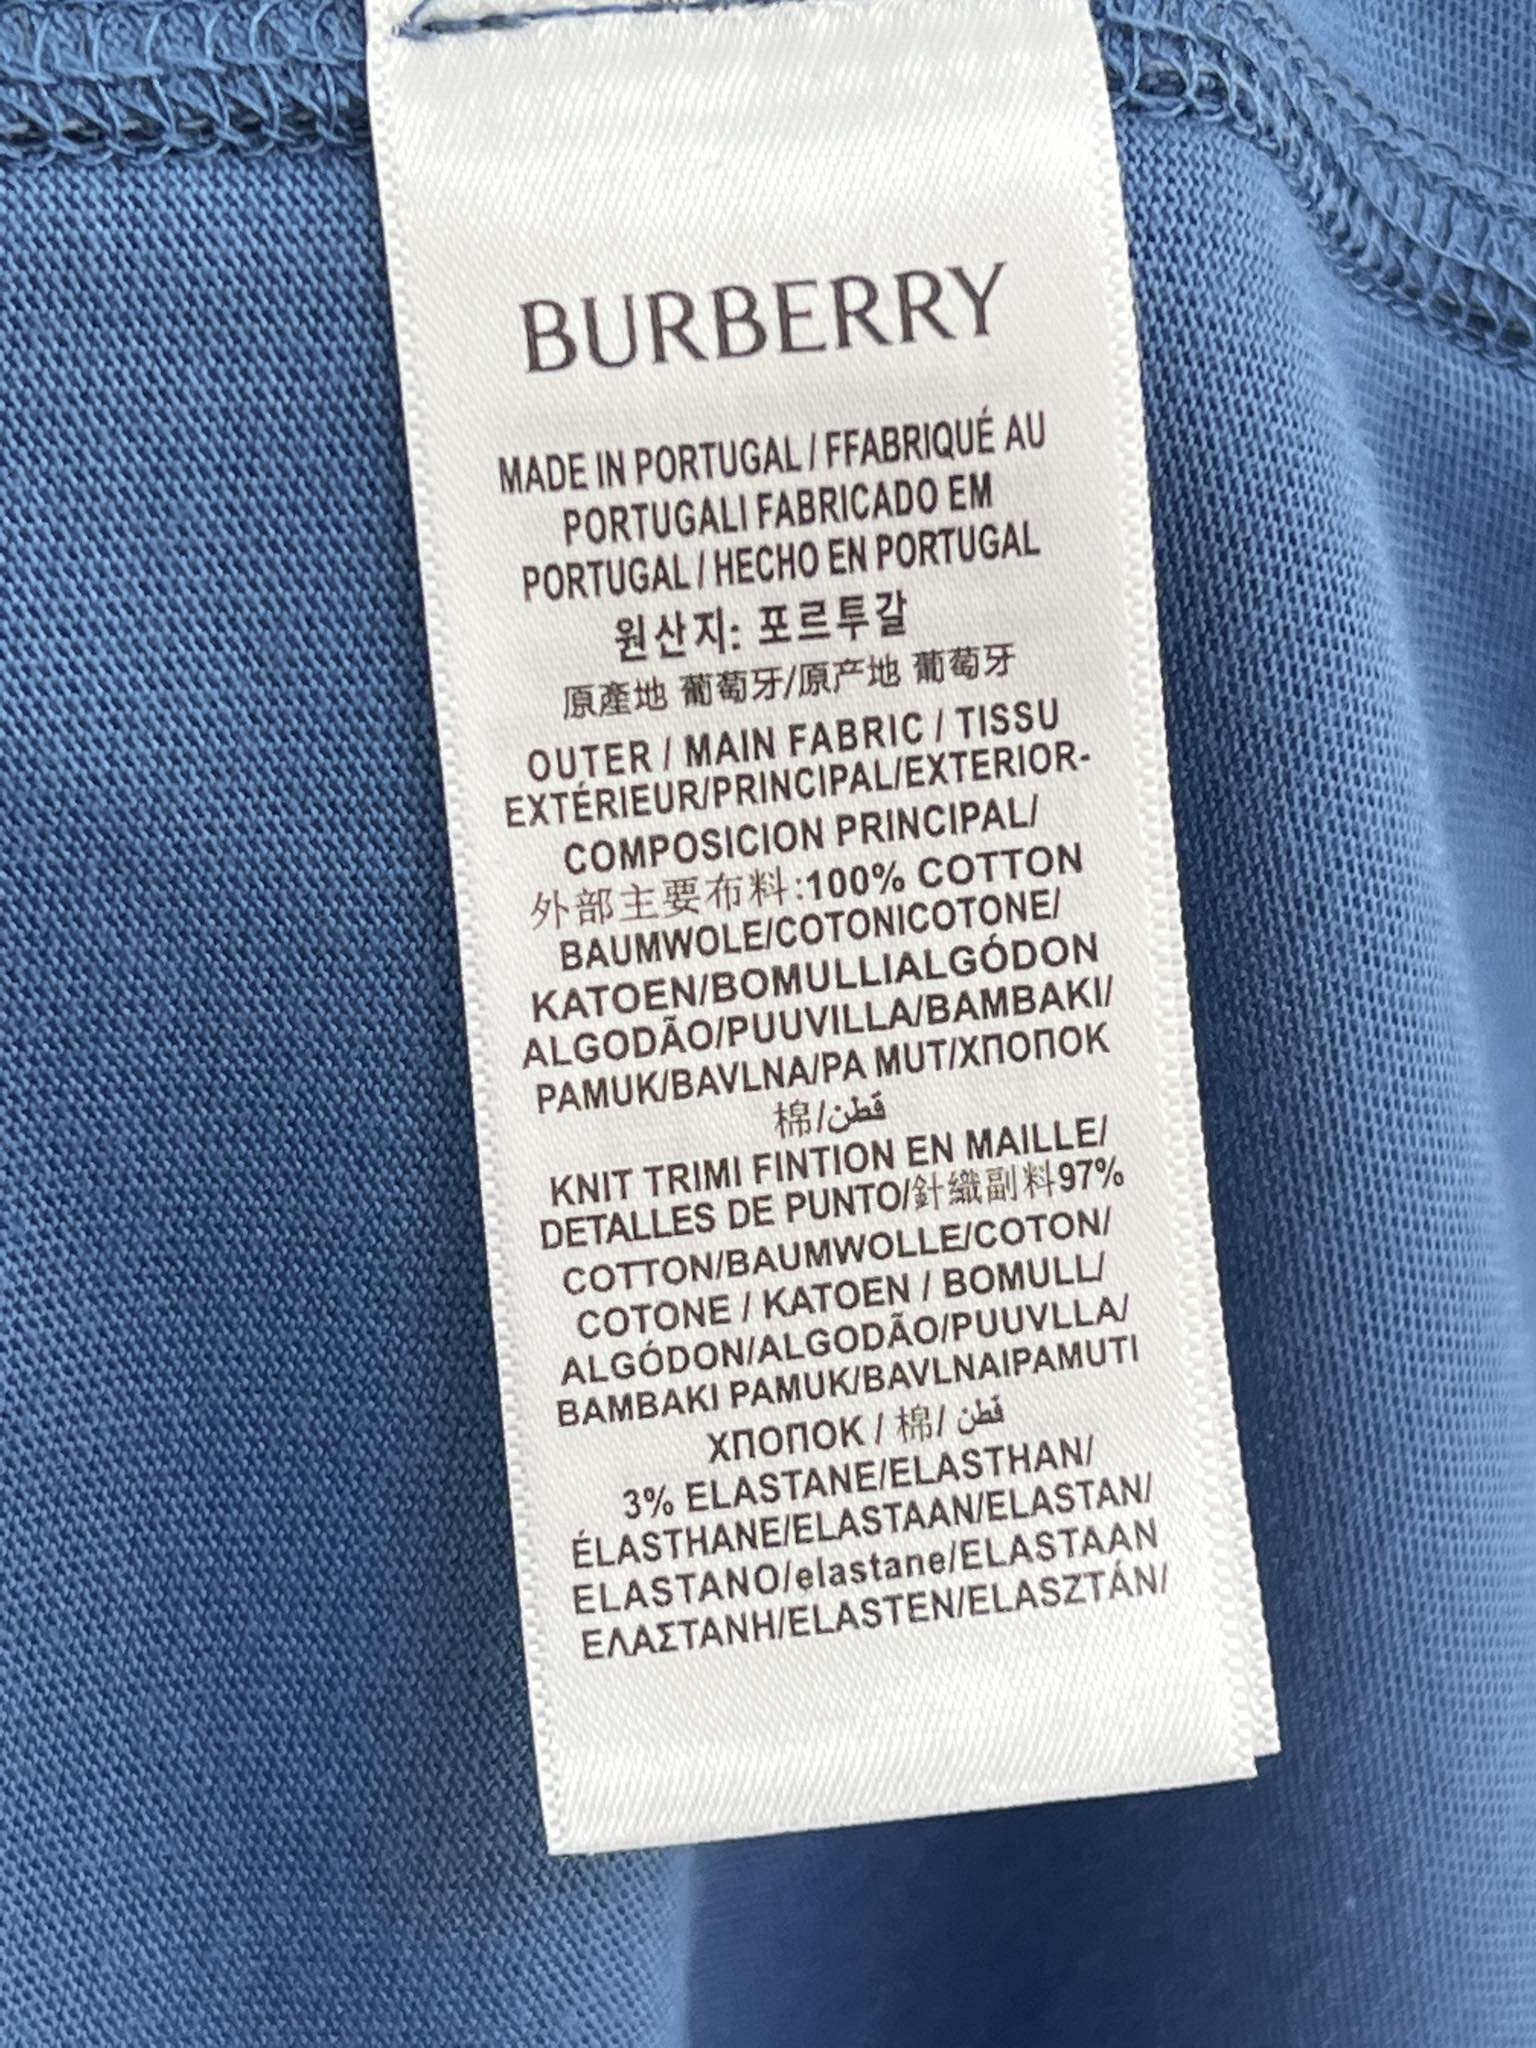 BURBERRY
MADE IN PORTUGAL / FFABRIQUÉ AU
PORTUGALI FABRICADO EM
PORTUGAL / HECHO EN PORTUGAL
원산지: 포르투갈
原產地 葡萄牙/原产地 葡萄牙
OUTER / MAIN FABRIC / TISSU
EXTÉRIEUR/PRINCIPAL/EXTERIOR-
COMPOSICION PRINCIPAL/
外部主要布料:100% COTTON
BAUMWOLE/COTONICOTONE/
KATOEN/BOMULLIALGÓDON
ALGODÃO/PUUVILLA/BAMBAKI/
PAMUK/BAVLNA/PA MUT/ХПОПОК
棉/قطن
KNIT TRIMI FINTION EN MAILLE/
DETALLES DE PUNTO/針織副料97%
COTTON/BAUMWOLLE/COTON/
COTONE / KATOEN / BOMULL/
ALGÓDON/ALGODÃO/PUUVLLA/
BAMBAKI PAMUK/BAVLNAIPAMUTI
ХПОПОК / 棉/ قطن
3% ELASTANE/ELASTHAN/
ÉLASTHANE/ELASTAAN/ELASTAN/
ELASTANO/elastane/ELASTAAN
ΕΛΑΣΤΑΝΗ/ELASTEN/ELASZTÁN/